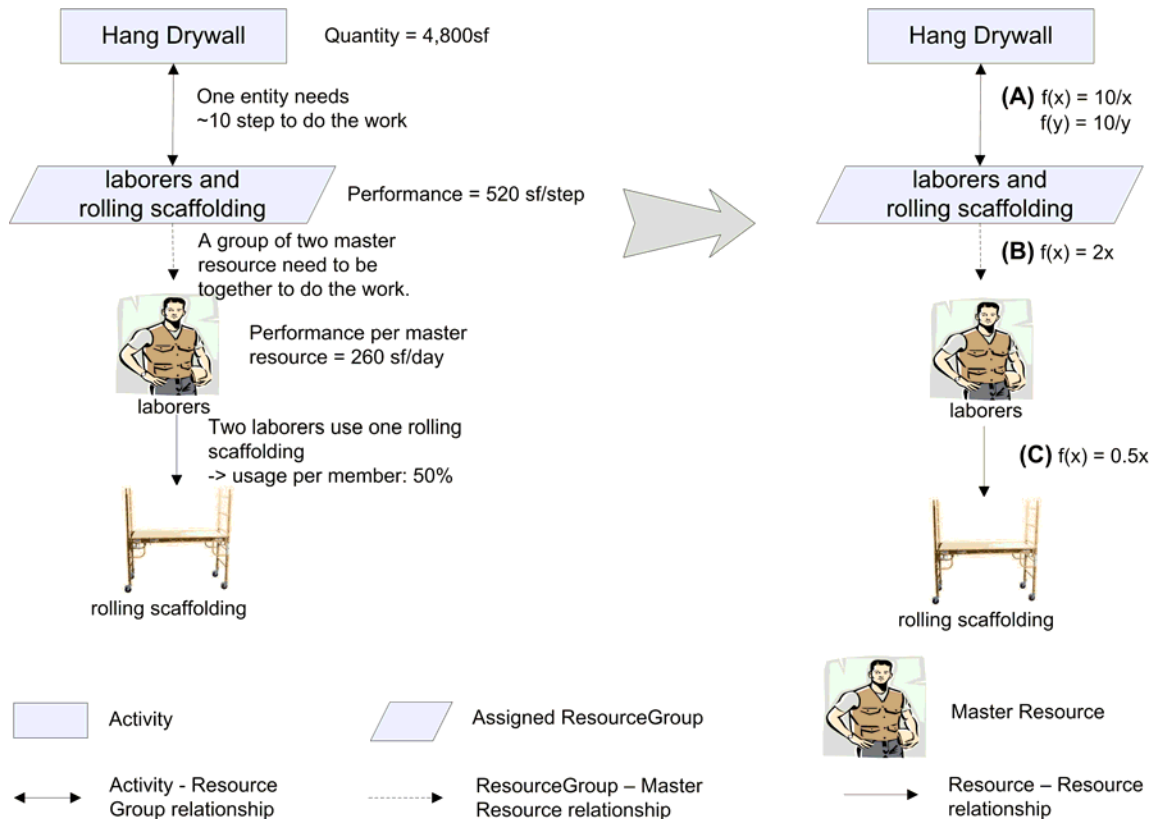 Hang Drywall
Quantity = 4,800sf
One entity needs
~10 step to do the work
laborers and
rolling scaffolding
Performance = 520 sf/step
A group of two master
resource need to be
together to do the work.
Performance per master
resource = 260 sf/day
laborers
Two laborers use one rolling
scaffolding
-> usage per member: 50%
rolling scaffolding
Hang Drywall
(A) f(x) = 10/x
f(y) = 10/y
laborers and
rolling scaffolding
(B) f(x) = 2x
laborers
(C) f(x) = 0.5x
rolling scaffolding
Activity
Assigned ResourceGroup
Master Resource
Activity - Resource
Group relationship
ResourceGroup – Master
Resource relationship
Resource – Resource
relationship